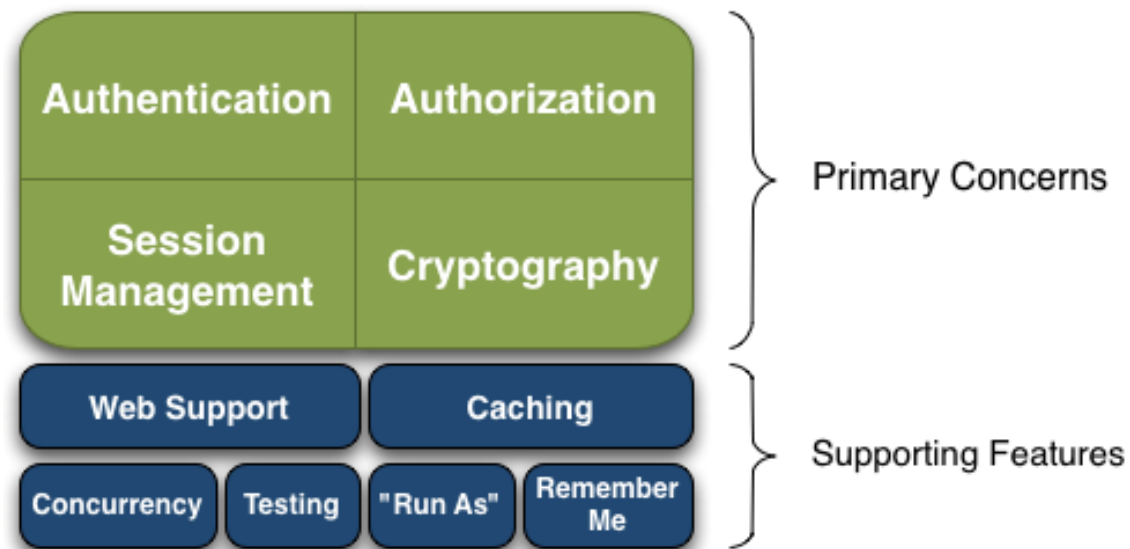 Authentication
Authorization
Primary Concerns
Session
Management
Cryptography
Web Support
Caching
Supporting Features
Concurrency
Testing
"Run As"
Remember
Me